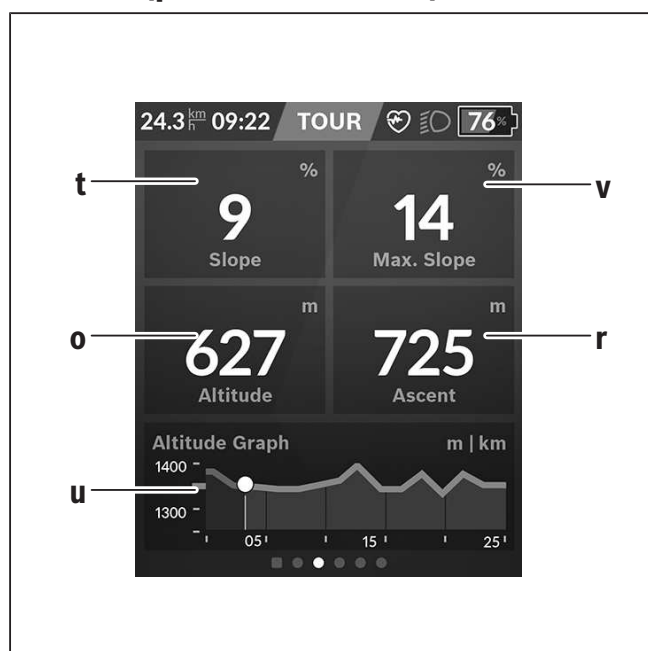 24.3 km/h 09:22 TOUR 76%
t
% %
v
9 14
Slope Max. Slope
m m
o
627 725
r
Altitude Ascent
Altitude Graph m | km
1400
u
1300
05 15 25